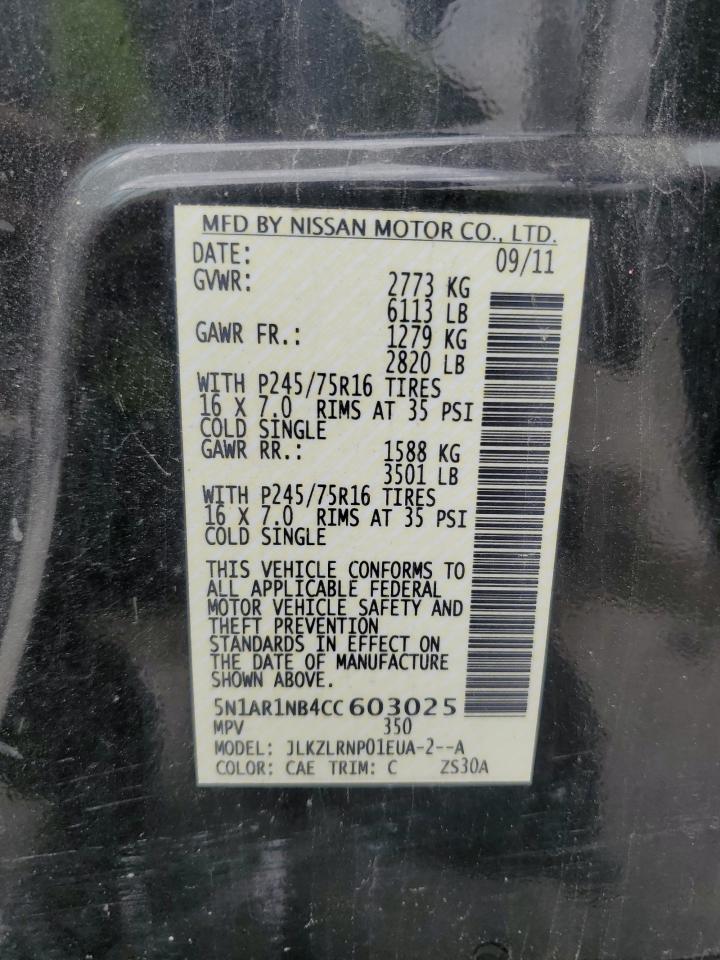 MFD BY NISSAN MOTOR CO., LTD.
DATE: 09/11
GVWR: 2773 KG
6113 LB
GAWR FR.: 1279 KG
2820 LB
WITH P245/75R16 TIRES
16 X 7.0 RIMS AT 35 PSI
COLD SINGLE
GAWR RR.: 1588 KG
3501 LB
WITH P245/75R16 TIRES
16 X 7.0 RIMS AT 35 PSI
COLD SINGLE
THIS VEHICLE CONFORMS TO
ALL APPLICABLE FEDERAL
MOTOR VEHICLE SAFETY AND
THEFT PREVENTION
STANDARDS IN EFFECT ON
THE DATE OF MANUFACTURE
SHOWN ABOVE.
5N1AR1NB4CC603025
MPV 350
MODEL: JLKZLRNP01EUA-2--A
COLOR: CAE TRIM: C ZS30A